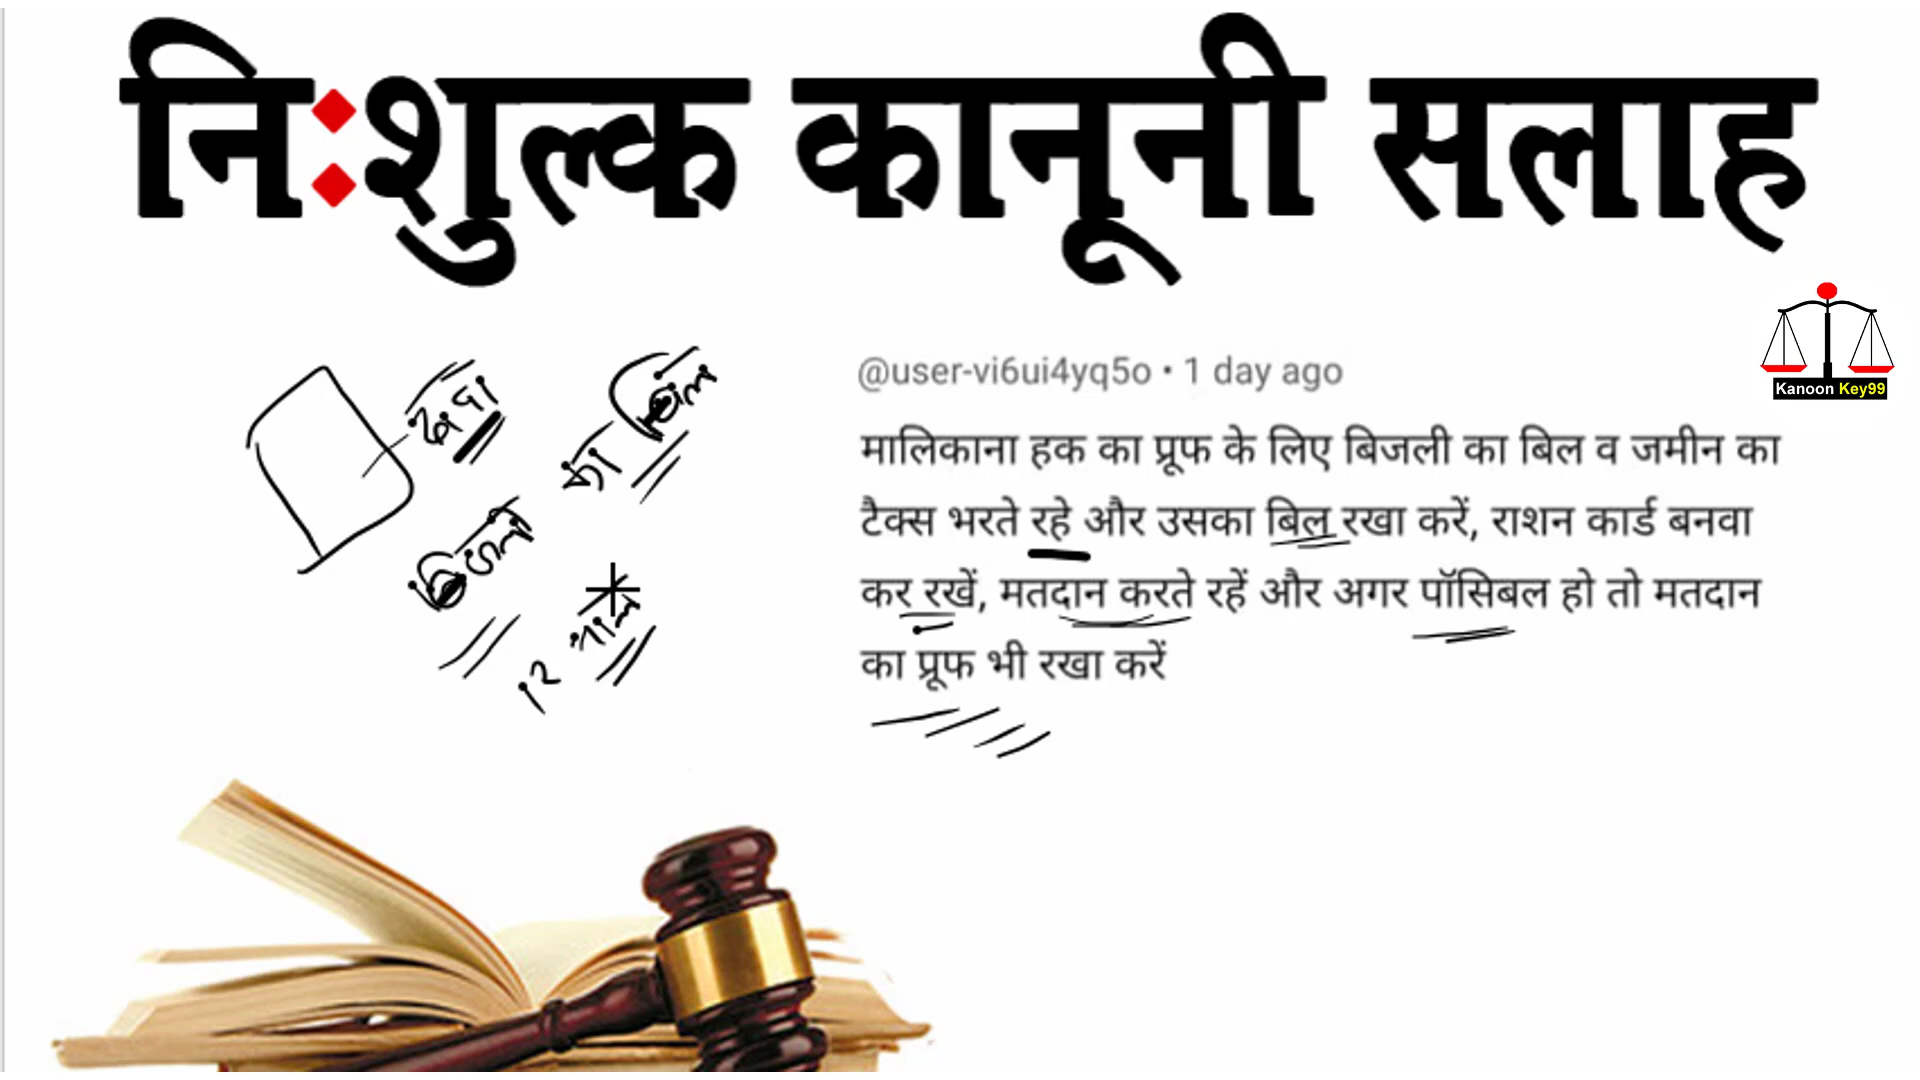 निःशुल्क कानूनी सलाह
Kanoon Key99
@user-vi6ui4yq5o • 1 day ago
मालिकाना हक का प्रूफ के लिए बिजली का बिल व जमीन का
टैक्स भरते रहे और उसका बिल रखा करें, राशन कार्ड बनवा
कर रखें, मतदान करते रहें और अगर पॉसिबल हो तो मतदान
का प्रूफ भी रखा करें
१२